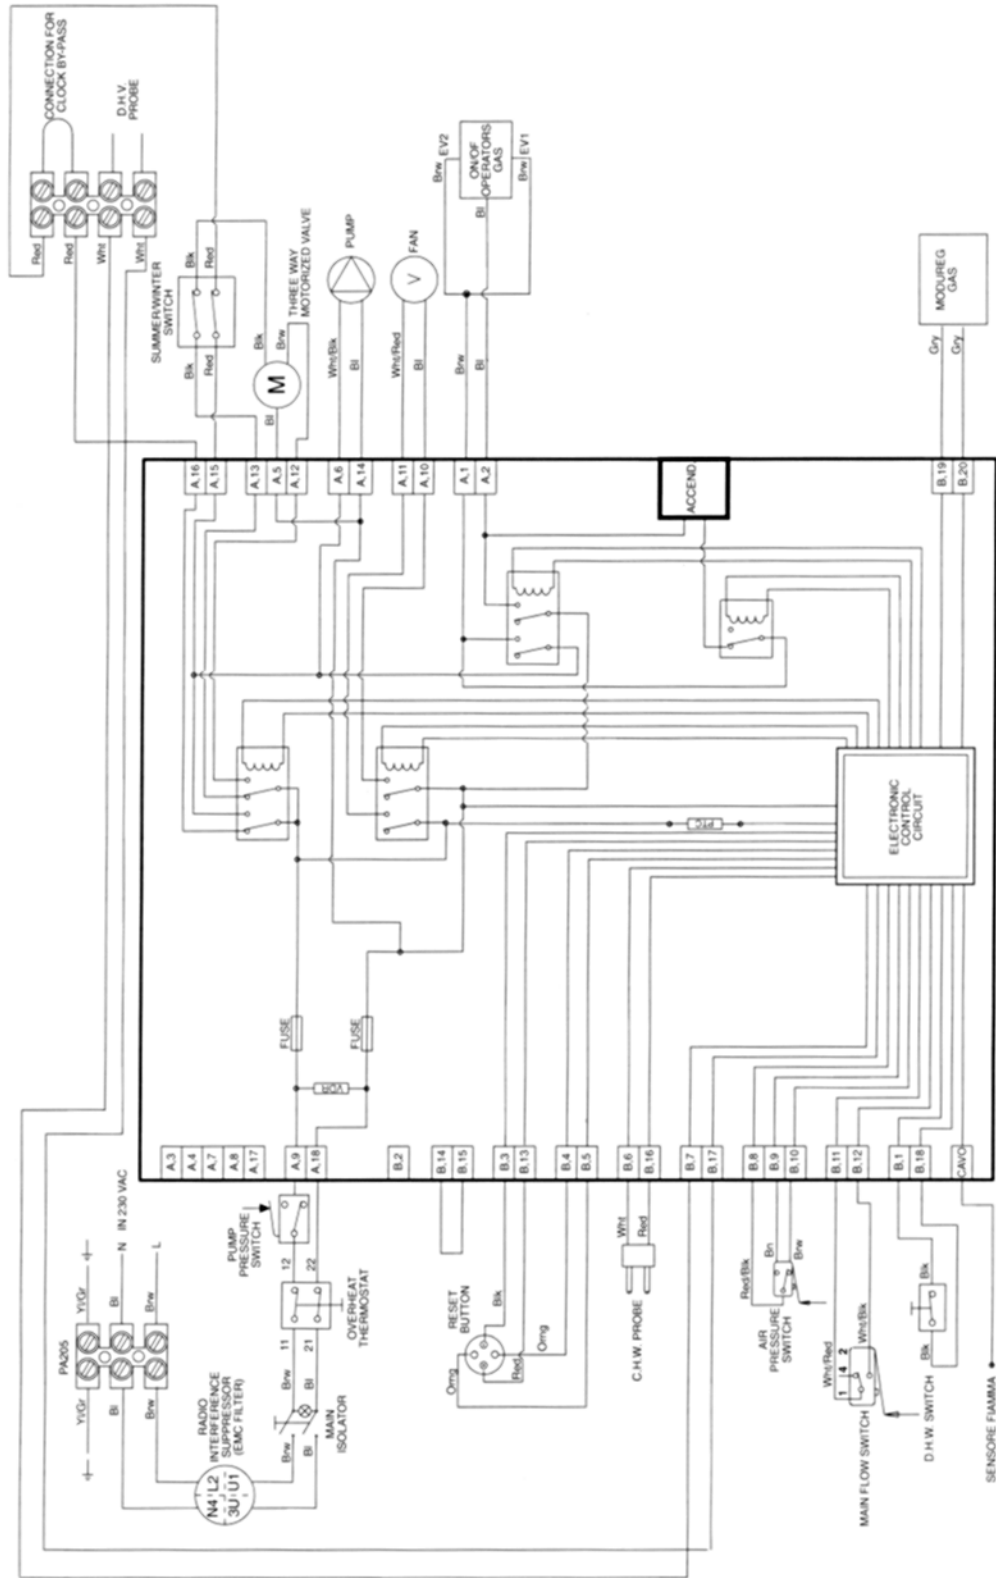 CONNECTION FOR
CLOCK BY-PASS
D.H.V.
PROBE
Red
Red
Wht
Wht
SUMMER/WINTER
SWITCH
Blk
Red
Blk
Red
Blk
Brw
THREE WAY
MOTORIZED VALVE
M
Bl
PUMP
Wht/Blk
Bl
FAN
V
Wht/Red
Bl
Brw
EV2
ON/OF
OPERATORS
GAS
Brw
EV1
Bl
Brw
Bl
MODUREG
GAS
Gry
Gry
A,16
A,15
A,13
A,5
A,12
A,6
A,14
A,11
A,10
A,1
A,2
ACCEND
B,19
B,20
PTC
ELECTRONIC
CONTROL
CIRCUIT
FUSE
FUSE
VDR
A,3
A,4
A,7
A,8
A,17
A,9
A,18
B,2
B,14
B,15
B,3
B,13
B,4
B,5
B,6
B,16
B,7
B,17
B,8
B,9
B,10
B,11
B,12
B,1
B,18
CAVO
PA205
Yl/Gr
Yl/Gr
Bl
Bl
N
IN 230 VAC
Brw
Brw
L
RADIO
INTERFERENCE
SUPPRESSOR
(EMC FILTER)
N4 L2
3U U1
Brw
Bl
MAIN
ISOLATOR
Brw
Bl
11
21
OVERHEAT
THERMOSTAT
12
22
PUMP
PRESSURE
SWITCH
RESET
BUTTON
Orng
Red
Blk
Orng
C.H.W. PROBE
Wht
Red
AIR
PRESSURE
SWITCH
Red/Blk
Bn
Brw
MAIN FLOW SWITCH
Wht/Red
1 4 2
Wht/Blk
D.H.W. SWITCH
Blk
Blk
SENSORE FIAMMA